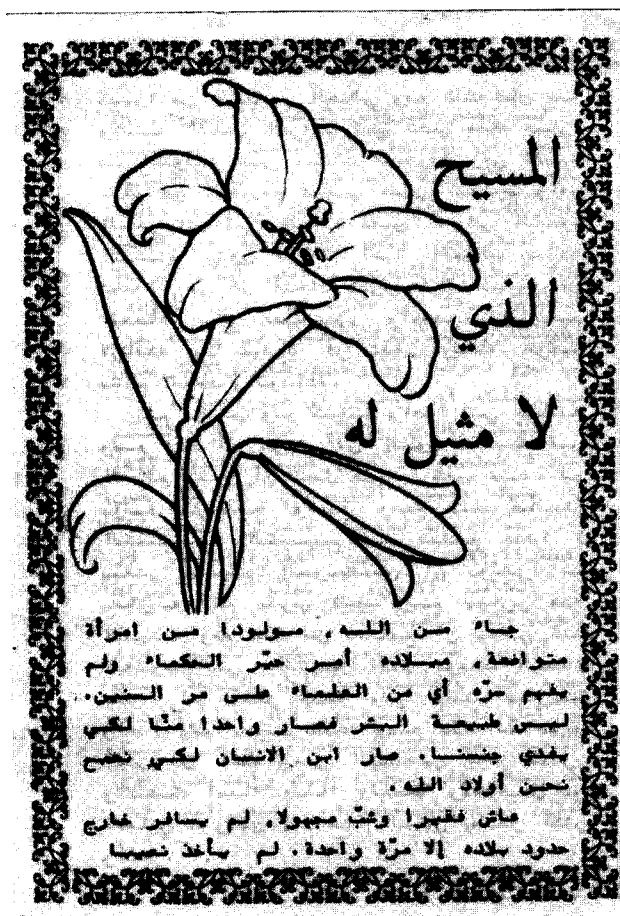 المسيح
الذي
لا مثيل له
جاء من الله، مولودا من امرأة
متواضعة، ميلاده أمر حيّر الحكماء ولم
يفهم سرّه أي من العلماء على مر السنين.
لبس طبيعة البشر فصار واحدا منّا لكي
يفدي جنسنا. صار ابن الانسان لكي نصبح
نحن أولاد الله.
عاش فقيرا وشبّ مجهولا، لم يسافر خارج
حدود بلاده إلا مرّة واحدة. لم يأخذ نصيبا